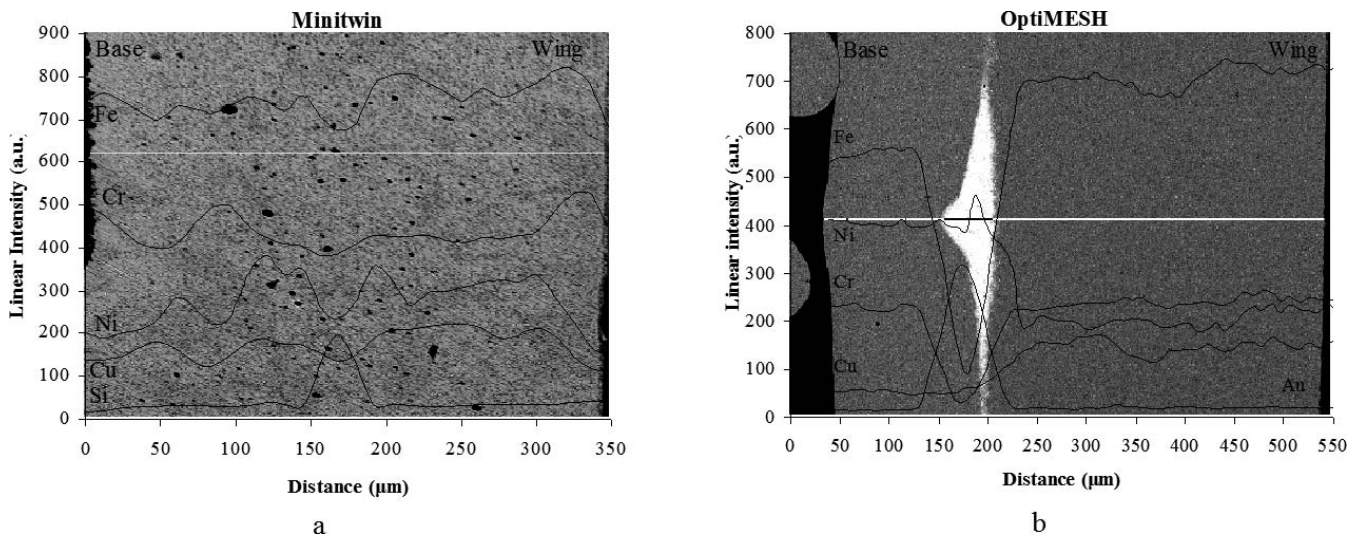 Minitwin
900
800
700
600
500
400
300
200
100
0
Linear Intensity (a.u.)
Base
Wing
Fe
Cr
Ni
Cu
Si
0 50 100 150 200 250 300 350
Distance (µm)
a
OptiMESH
800
700
600
500
400
300
200
100
0
Linear intensity (a.u.)
Base
Wing
Fe
Ni
Cr
Cu
Au
0 50 100 150 200 250 300 350 400 450 500 550
Distance (µm)
b